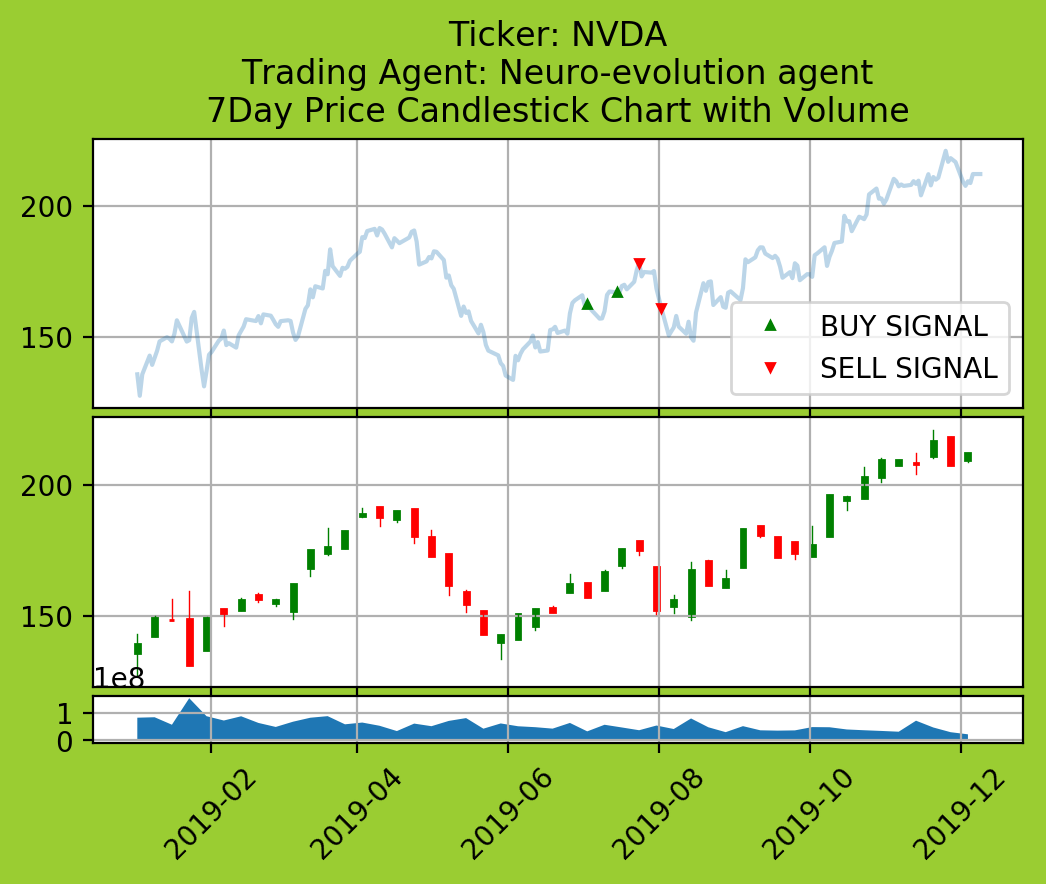 Ticker: NVDA
Trading Agent: Neuro-evolution agent
7Day Price Candlestick Chart with Volume
200
150
BUY SIGNAL
SELL SIGNAL
200
150
1e8
1
0
2019-02
2019-04
2019-06
2019-08
2019-10
2019-12